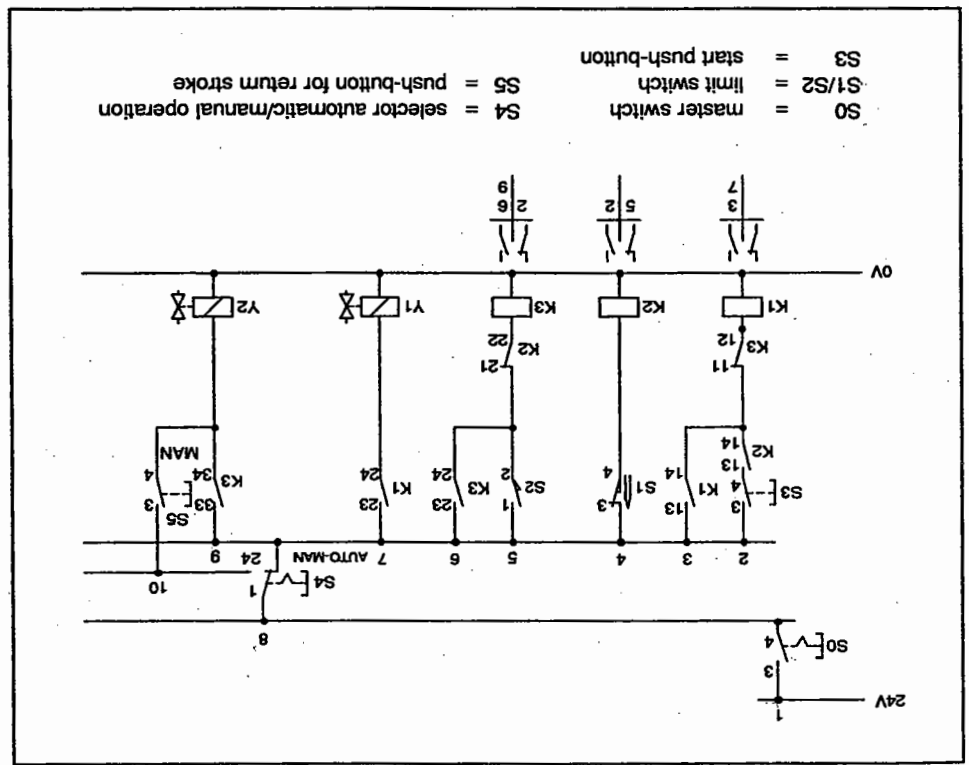 24V
1
3
S0
4
8
S4
1
10
2
3
4
5
6
7
AUTO-MAN
24
9
S3
3
4
13
K2
14
13
K1
14
S1
3
4
1
S2
2
23
K3
24
23
K1
24
33
K3
34
S5
3
4
MAN
11
K3
12
21
K2
22
K1
K2
K3
Y1
Y2
0V
3
7
5 2
2 6
9
S0 = master switch
S1/S2 = limit switch
S3 = start push-button
S4 = selector automatic/manual operation
S5 = push-button for return stroke